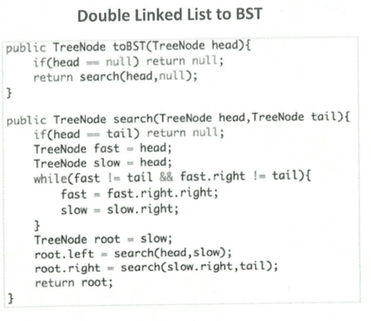 Double Linked List to BST
public TreeNode toBST(TreeNode head){
if(head == null) return null;
return search(head,null);
}
public TreeNode search(TreeNode head,TreeNode tail){
if(head == tail) return null;
TreeNode fast = head;
TreeNode slow = head;
while(fast != tail && fast.right != tail){
fast = fast.right.right;
slow = slow.right;
}
TreeNode root = slow;
root.left = search(head,slow);
root.right = search(slow.right,tail);
return root;
}